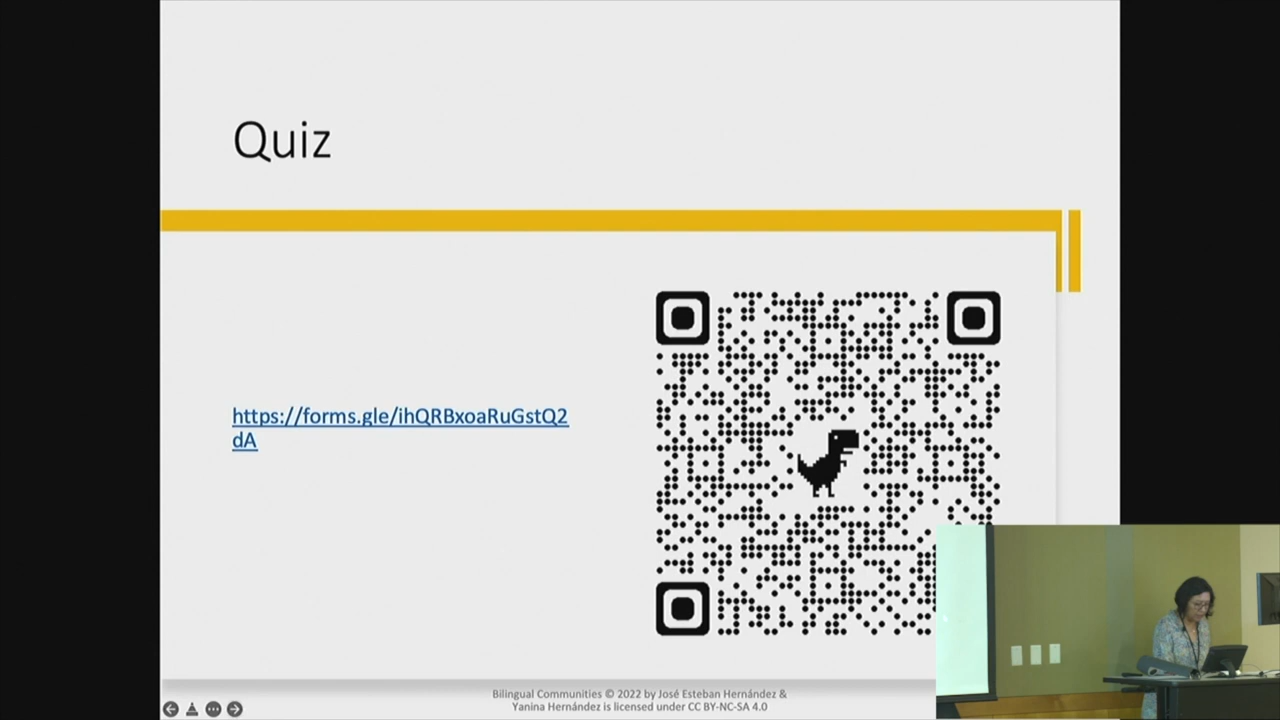 Quiz
https://forms.gle/ihQRBxoaRuGstQ2
dA
Bilingual Communities © 2022 by José Esteban Hernández &
Yanina Hernández is licensed under CC BY-NC-SA 4.0